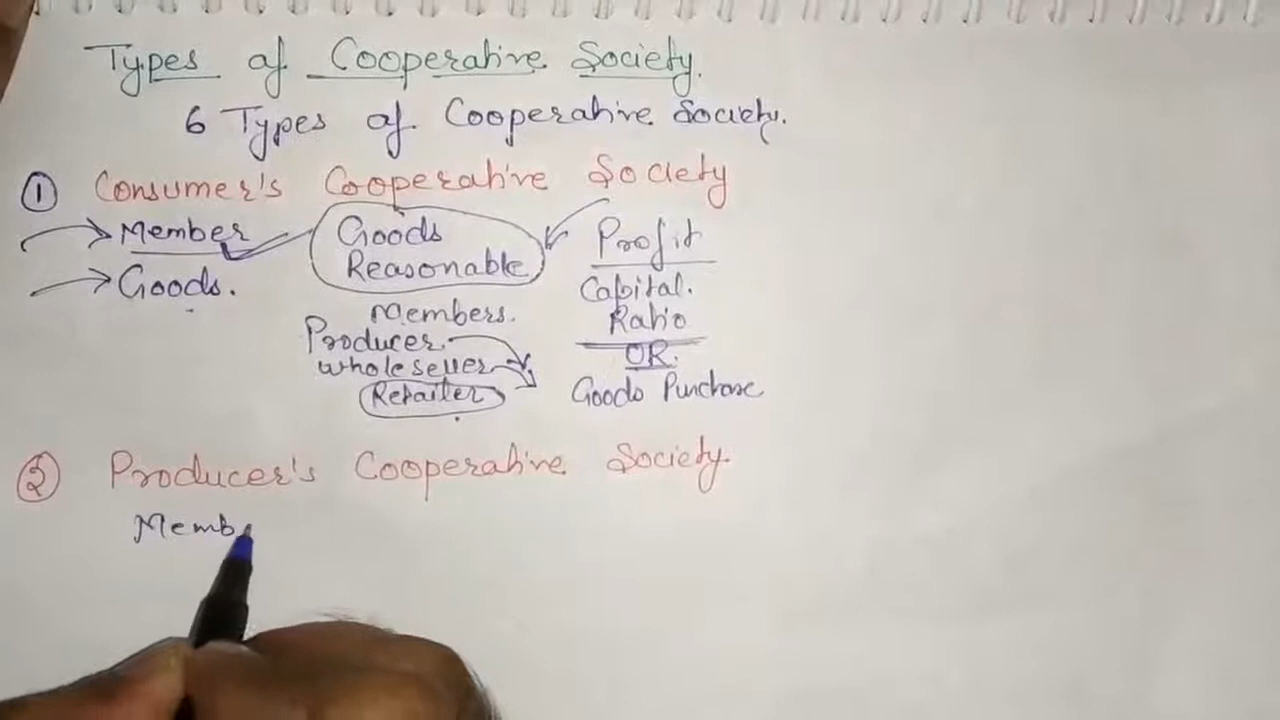 Types of Cooperative Society.
6 Types of Cooperative Society.
① Consumer's Cooperative Society
Member
Goods.
Goods
Reasonable
Members.
Producer.
Wholeseller
Retailer
Profit
Capital.
Ratio
OR.
Goods Purchase
② Producer's Cooperative Society.
Memb